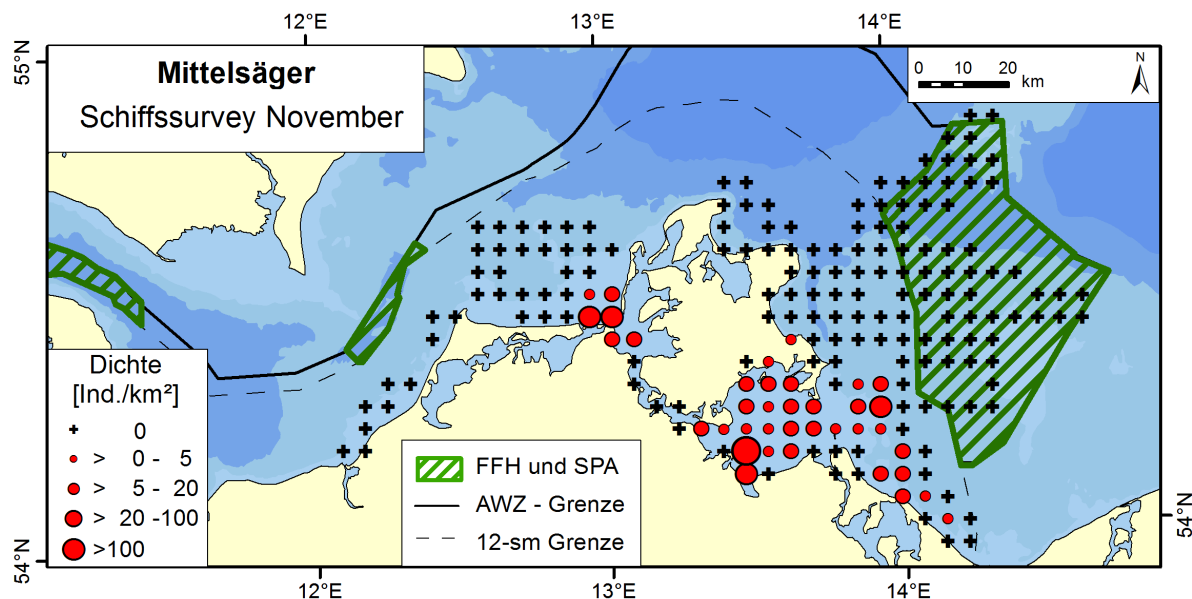 12°E 13°E 14°E
55°N
Mittelsäger
Schiffssurvey November
0 10 20
km
N
Dichte
[Ind./km²]
0
> 0 - 5
> 5 - 20
> 20 -100
>100
FFH und SPA
AWZ - Grenze
12-sm Grenze
54°N
54°N
12°E 13°E 14°E